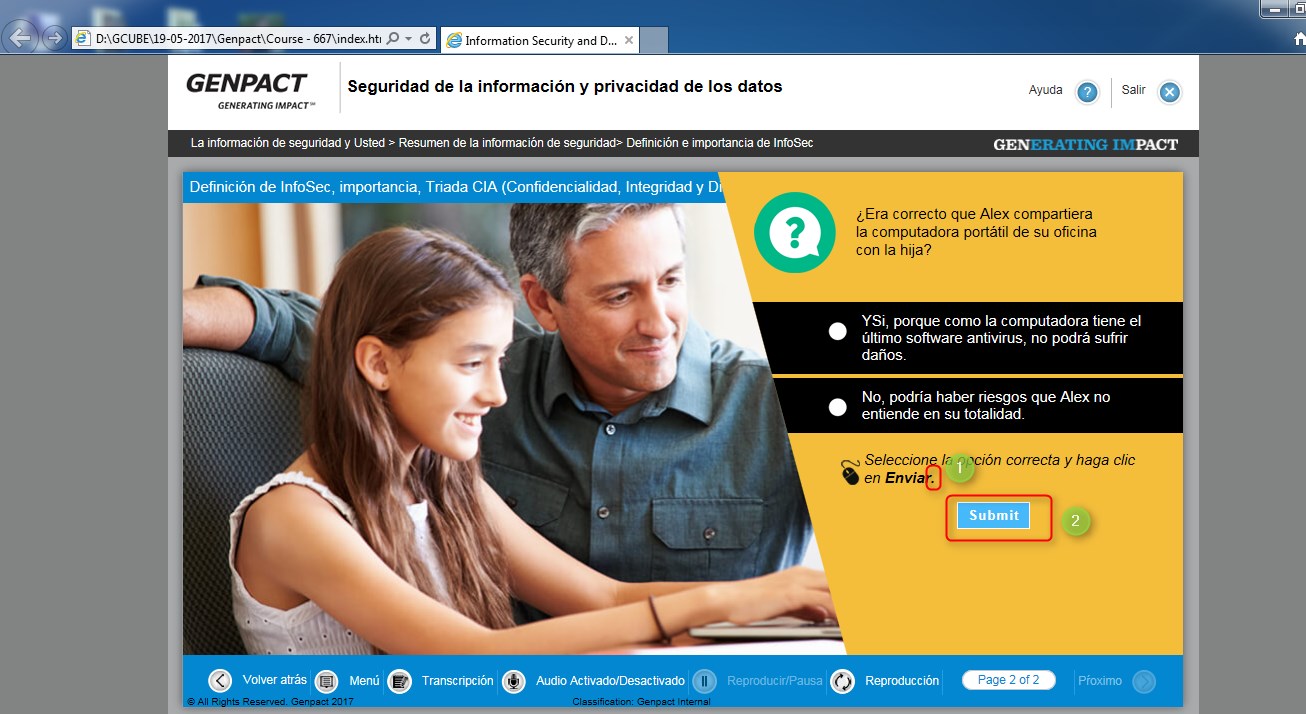 D:\GCUBE\19-05-2017\Genpact\Course - 667\index.ht
Information Security and D...
GENPACT
GENERATING IMPACT℠
Seguridad de la información y privacidad de los datos
Ayuda
?
Salir
La información de seguridad y Usted > Resumen de la información de seguridad> Definición e importancia de InfoSec
GENERATING IMPACT
Definición de InfoSec, importancia, Triada CIA (Confidencialidad, Integridad y Di
?
¿Era correcto que Alex compartiera
la computadora portátil de su oficina
con la hija?
YSi, porque como la computadora tiene el
último software antivirus, no podrá sufrir
daños.
No, podría haber riesgos que Alex no
entiende en su totalidad.
Seleccione la opción correcta y haga clic
en Enviar.
1
Submit
2
Volver atrás
Menú
Transcripción
Audio Activado/Desactivado
Reproducir/Pausa
Reproducción
Page 2 of 2
Próximo
© All Rights Reserved. Genpact 2017
Classification: Genpact Internal